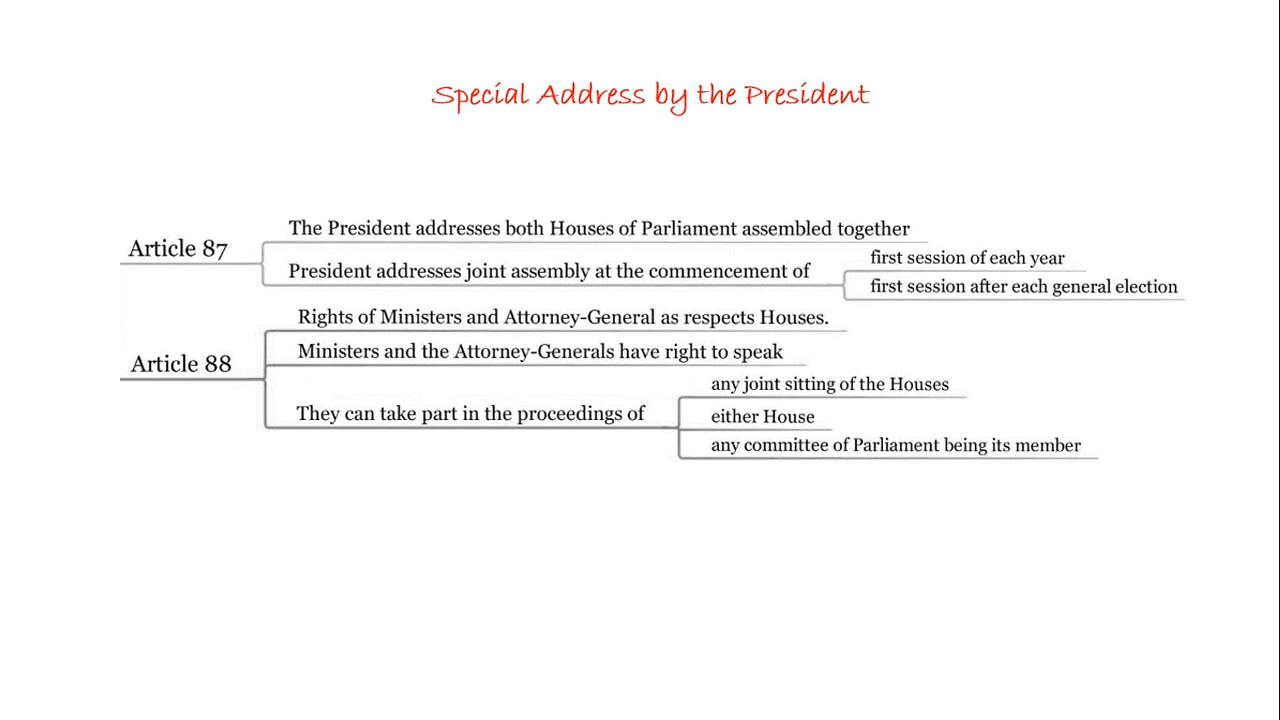 Special Address by the President
Article 87
The President addresses both Houses of Parliament assembled together
President addresses joint assembly at the commencement of
first session of each year
first session after each general election
Article 88
Rights of Ministers and Attorney-General as respects Houses.
Ministers and the Attorney-Generals have right to speak
They can take part in the proceedings of
any joint sitting of the Houses
either House
any committee of Parliament being its member